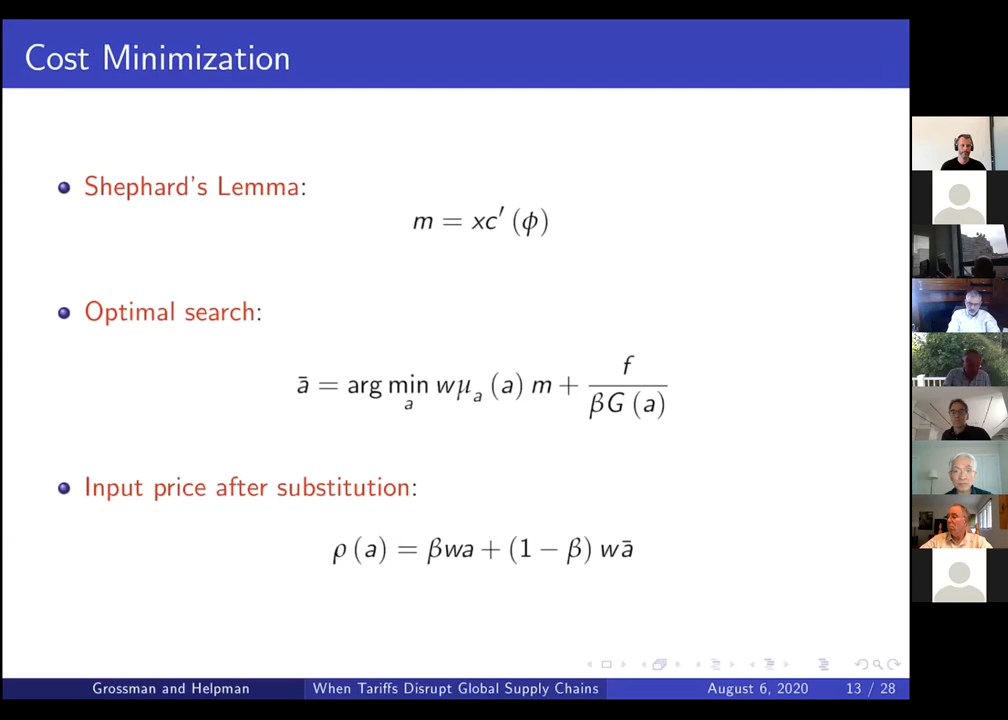 Cost Minimization
Shephard's Lemma:
m = xc′ (ϕ)
Optimal search:
ā = arg min_a wμ_a (a) m + f / βG (a)
Input price after substitution:
ρ (a) = βwa + (1 − β) wā
Grossman and Helpman When Tariffs Disrupt Global Supply Chains August 6, 2020 13 / 28